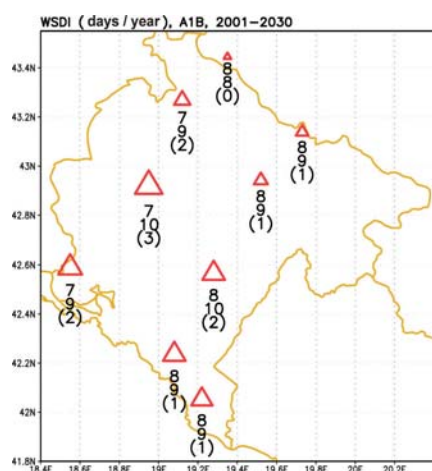 WSDI (days / year), A1B, 2001–2030
43.4N
8
8
(0)
43.2N
7
9
(2)
8
9
(1)
43N
8
9
(1)
7
10
(3)
42.8N
42.6N
7
9
(2)
8
10
(2)
42.4N
42.2N
8
9
(1)
42N
8
9
(1)
41.8N
18.4E 18.6E 18.8E 19E 19.2E 19.4E 19.6E 19.8E 20E 20.2E